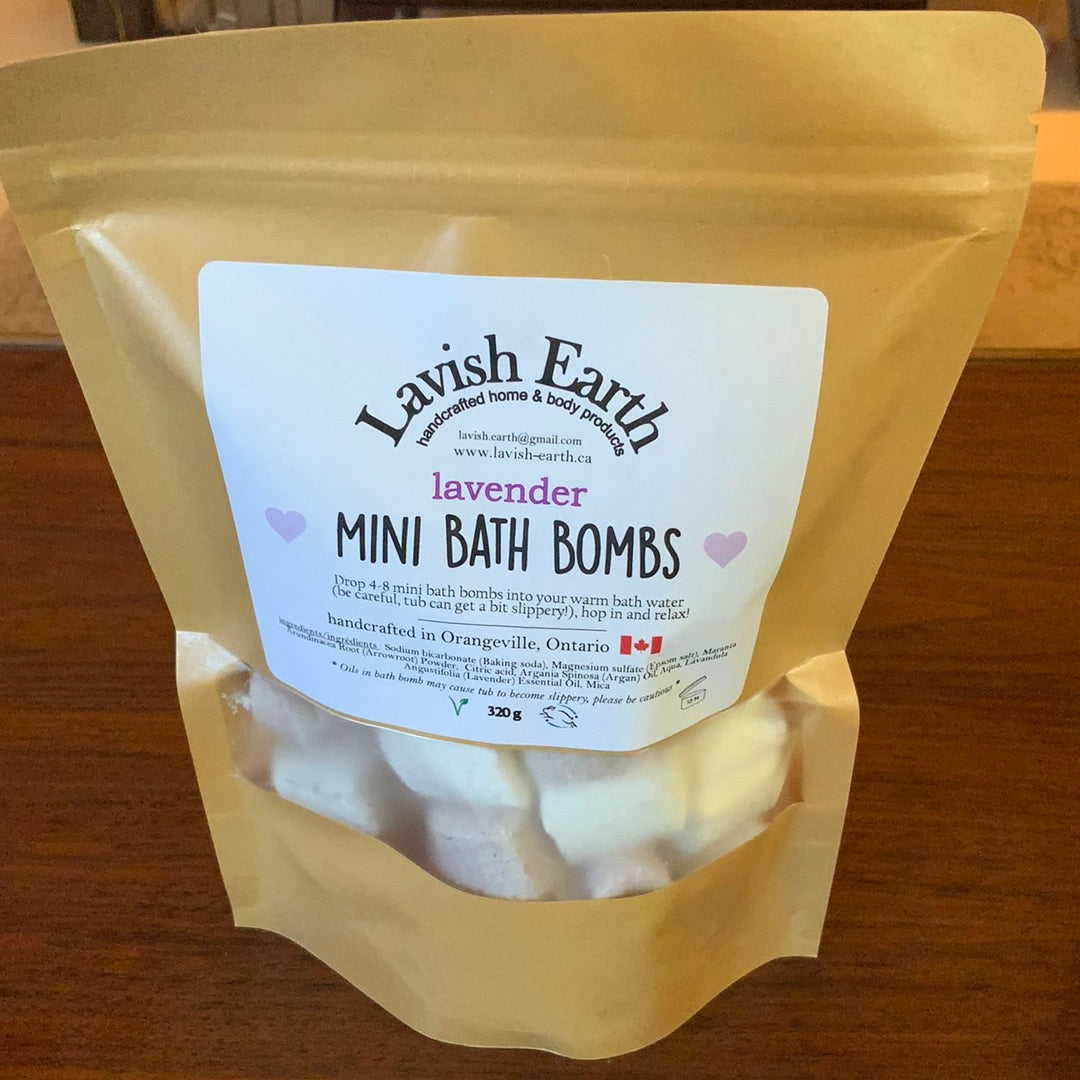 Lavish Earth
handcrafted home & body products
lavish.earth@gmail.com
www.lavish-earth.ca
lavender
MINI BATH BOMBS
Drop 4-8 mini bath bombs into your warm bath water
(be careful, tub can get a bit slippery!), hop in and relax!
handcrafted in Orangeville, Ontario
ingredients/ingrédients: Sodium bicarbonate (Baking soda), Magnesium sulfate (Epsom salt), Maranta
Arundinacea Root (Arrowroot) Powder, Citric acid, Argania Spinosa (Argan) Oil, Aqua, Lavandula
Angustifolia (Lavender) Essential Oil, Mica
* Oils in bath bomb may cause tub to become slippery, please be cautious *
12 M
320 g